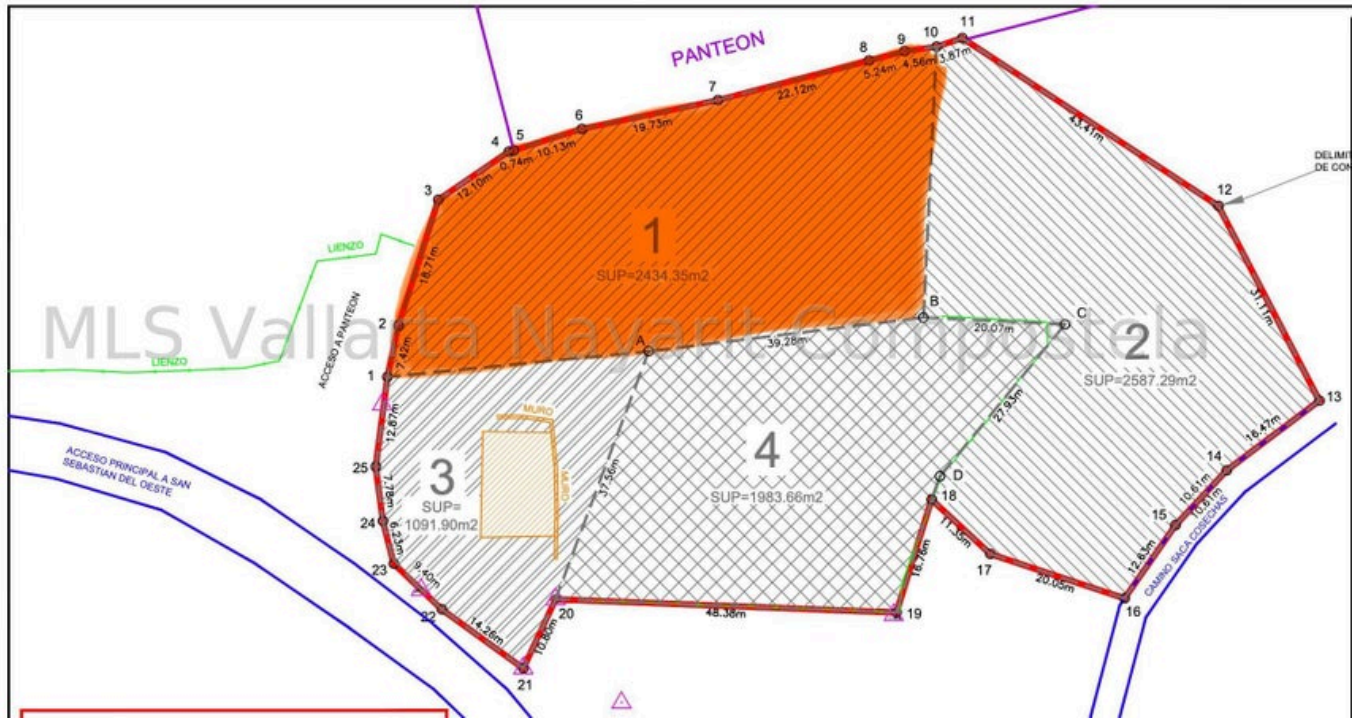 PANTEON
11
10
9
8
7
6
5
4
3.87m
4.56m
5.24m
22.12m
19.73m
10.13m
0.74m
12.10m
43.41m
DELIMIT
DE CON
12
3
18.71m
1
SUP=2434.35m2
31.11m
LIENZO
LIENZO
ACCESO A PANTEON
MLS Vallarta Nayarit Compostela
2
7.42m
1
B
C
20.07m
39.28m
A
2
SUP=2587.29m2
27.93m
13
16.47m
14
10.61m
10.61m
15
12.83m
CAMINO SACA COSECHAS
12.87m
MURO
MURO
37.56m
ACCESO PRINCIPAL A SAN
SEBASTIAN DEL OESTE
25
7.78m
3
SUP=
1091.90m2
4
SUP=1983.66m2
D
18
11.35m
17
20.05m
16
16.76m
24
6.23m
23
9.40m
22
14.26m
20
48.38m
19
10.80m
21